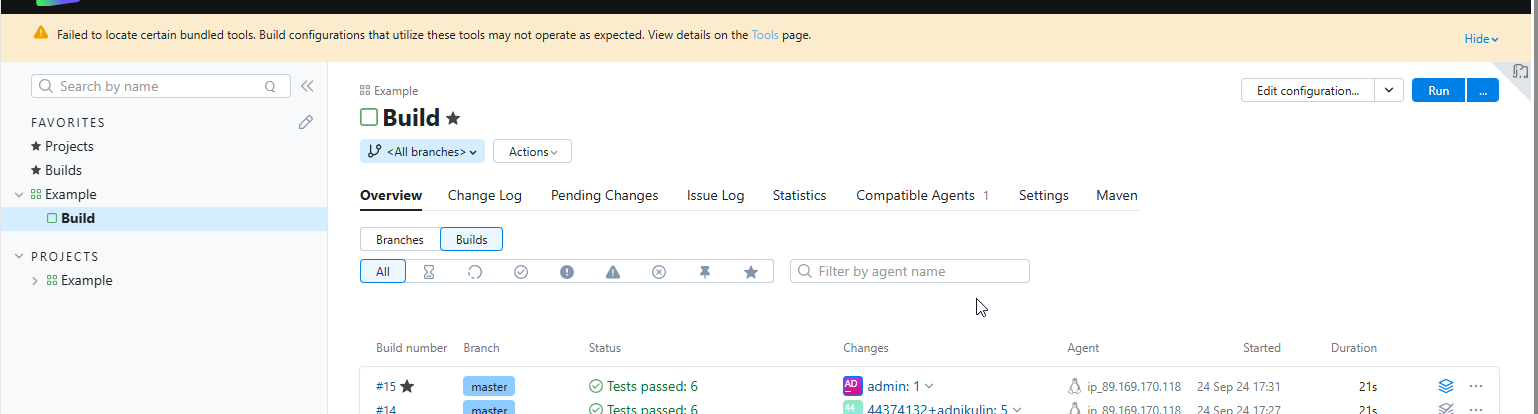 Failed to locate certain bundled tools. Build configurations that utilize these tools may not operate as expected. View details on the Tools page.
Hide
Search by name Q
FAVORITES
Projects
Builds
Example
Build
PROJECTS
Example
Example
Build
Edit configuration... Run ...
<All branches> Actions
Overview Change Log Pending Changes Issue Log Statistics Compatible Agents 1 Settings Maven
Branches Builds
All Filter by agent name
Build number Branch Status Changes Agent Started Duration
#15 master Tests passed: 6 AD admin: 1 ip_89.169.170.118 24 Sep 24 17:31 21s ...
#14 master Tests passed: 6 44 44374132+adnikulin: 5 ip_89.169.170.118 24 Sep 24 17:27 21s ...